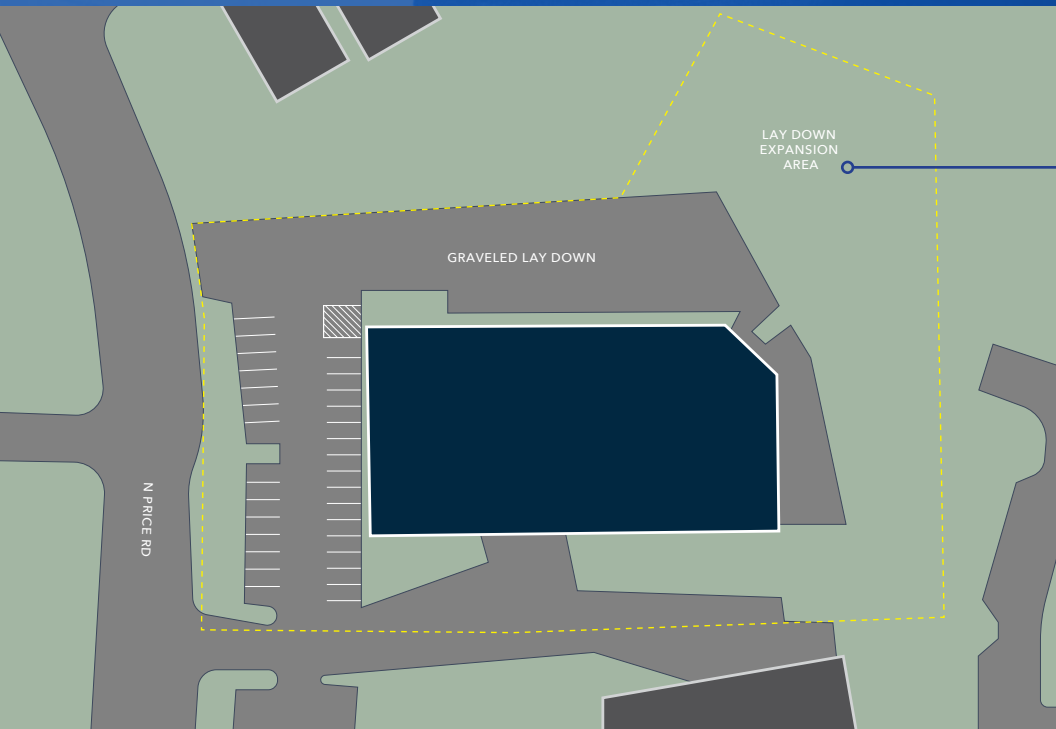 LAY DOWN
EXPANSION
AREA
GRAVELED LAY DOWN
N PRICE RD